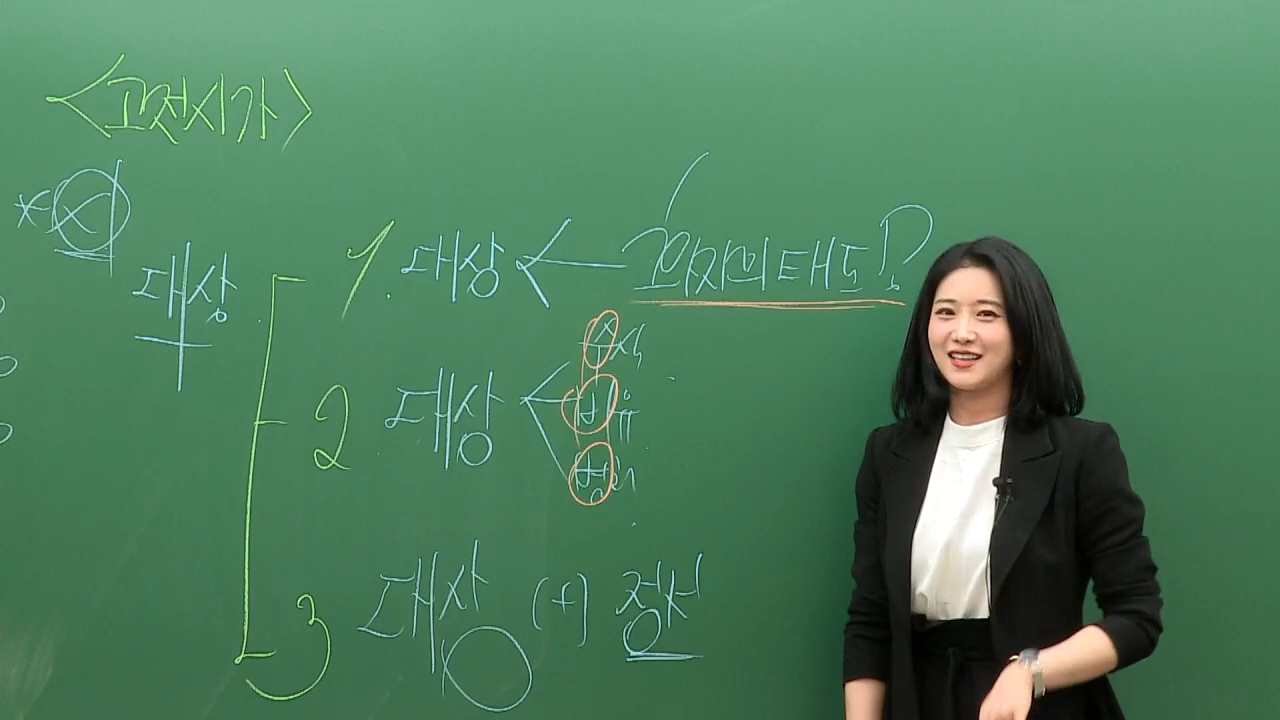 <고전시가>
*
대상
1. 대상 ← 화자의 태도?
2 대상
3 대상 (+) 정서